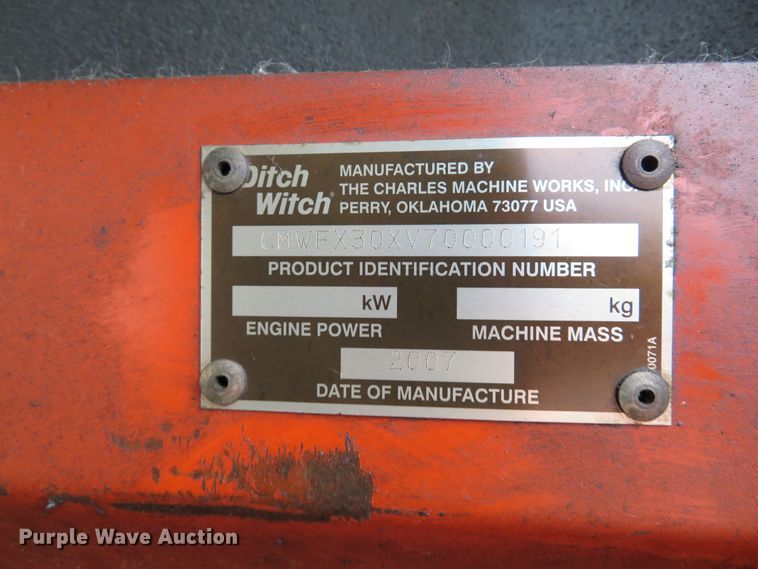 Ditch
Witch®
MANUFACTURED BY
THE CHARLES MACHINE WORKS, INC.
PERRY, OKLAHOMA 73077 USA
CMWFX30XV70000191
PRODUCT IDENTIFICATION NUMBER
kW
kg
ENGINE POWER
MACHINE MASS
2007
DATE OF MANUFACTURE
0071A
Purple Wave Auction